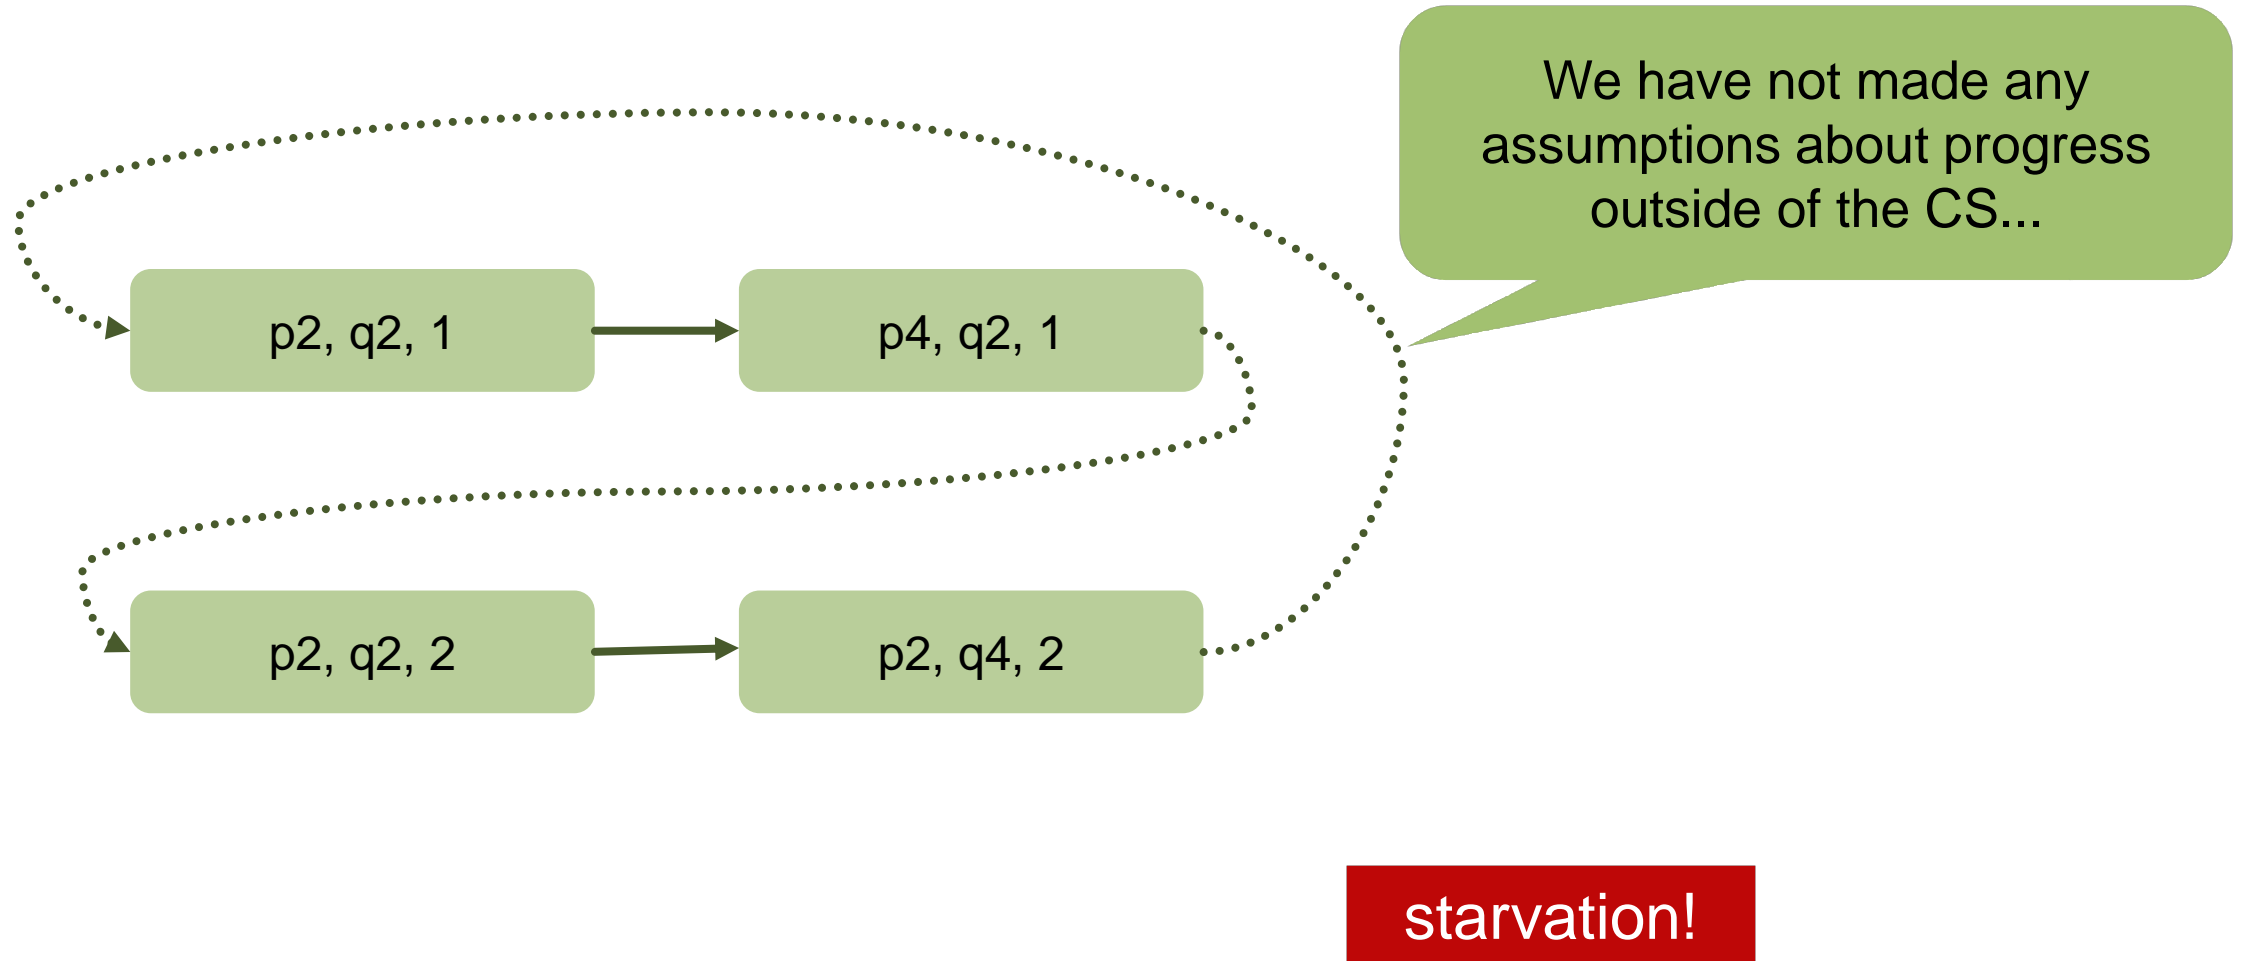 We have not made any
assumptions about progress
outside of the CS...
p2, q2, 1
p4, q2, 1
p2, q2, 2
p2, q4, 2
starvation!